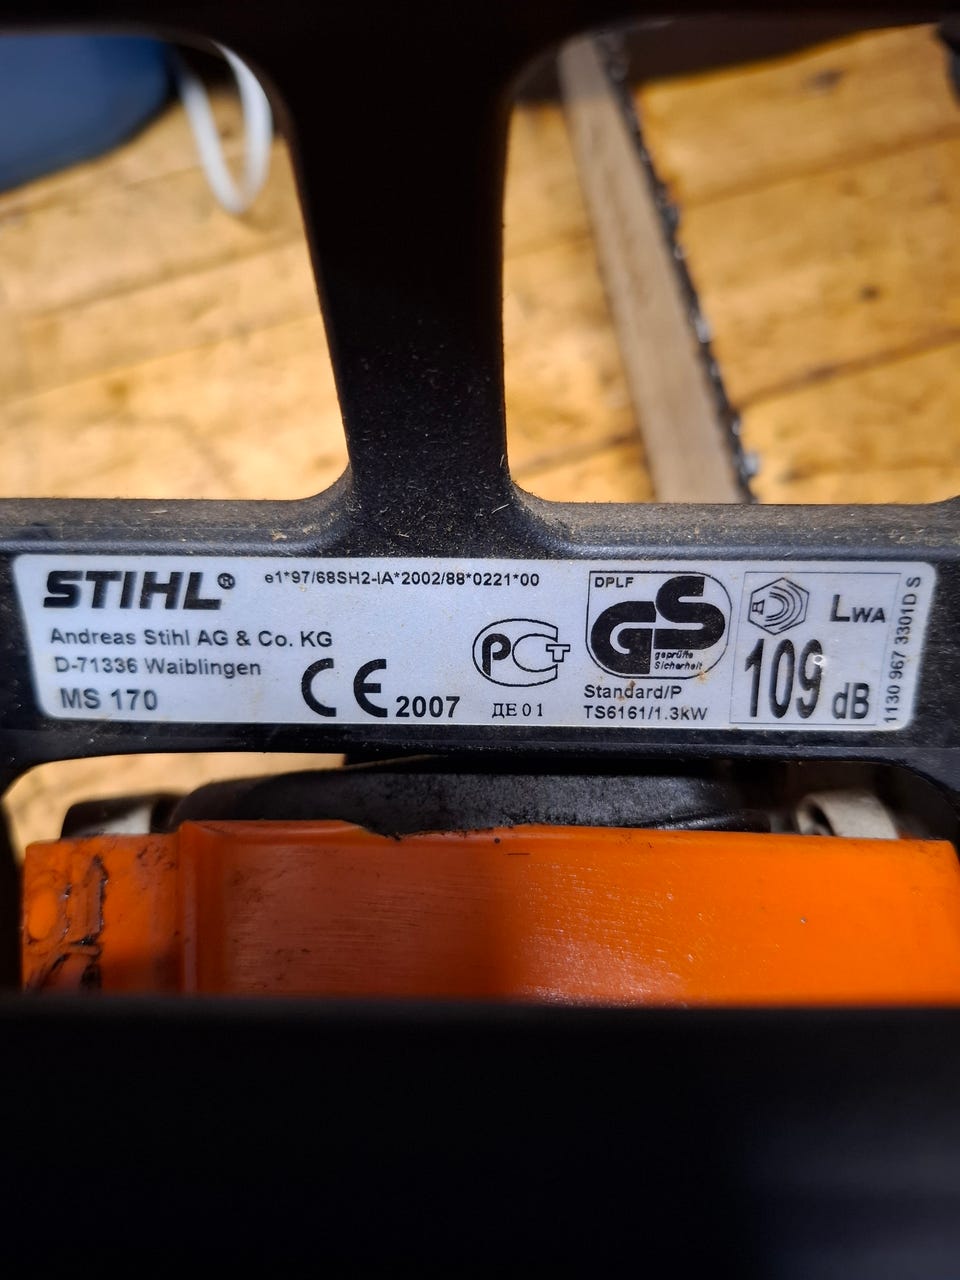 STIHL®
e1*97/68SH2-IA*2002/88*0221*00
Andreas Stihl AG & Co. KG
D-71336 Waiblingen
MS 170
CE 2007
РСТ
ДЕ01
DPLF
GS
geprüfte
Sicherheit
Standard/P
TS6161/1.3kW
LWA
109 dB
1130 967 3301D S